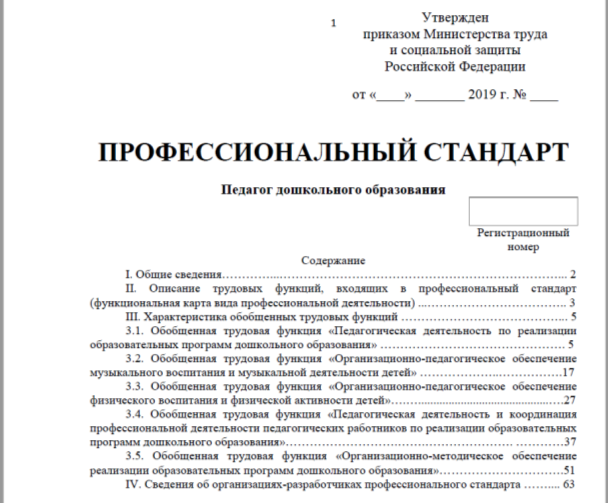 1
Утвержден
приказом Министерства труда
и социальной защиты
Российской Федерации
от «____» _______ 2019 г. № ____
ПРОФЕССИОНАЛЬНЫЙ СТАНДАРТ
Педагог дошкольного образования
Регистрационный
номер
Содержание
I. Общие сведения…………………………………………………………………... 2
II. Описание трудовых функций, входящих в профессиональный стандарт
(функциональная карта вида профессиональной деятельности) …………………………. 3
III. Характеристика обобщенных трудовых функций ……………………………... 5
3.1. Обобщенная трудовая функция «Педагогическая деятельность по реализации
образовательных программ дошкольного образования» ………………………………… 5
3.2. Обобщенная трудовая функция «Организационно-педагогическое обеспечение
музыкального воспитания и музыкальной деятельности детей» ………………………...17
3.3. Обобщенная трудовая функция «Организационно-педагогическое обеспечение
физического воспитания и физической активности детей»……………………………….27
3.4. Обобщенная трудовая функция «Педагогическая деятельность и координация
профессиональной деятельности педагогических работников по реализации образовательных
программ дошкольного образования»…………………………………… …………37
3.5. Обобщенная трудовая функция «Организационно-методическое обеспечение
реализации образовательных программ дошкольного образования»……………………..51
IV. Сведения об организациях-разработчиках профессионального стандарта ……... 63